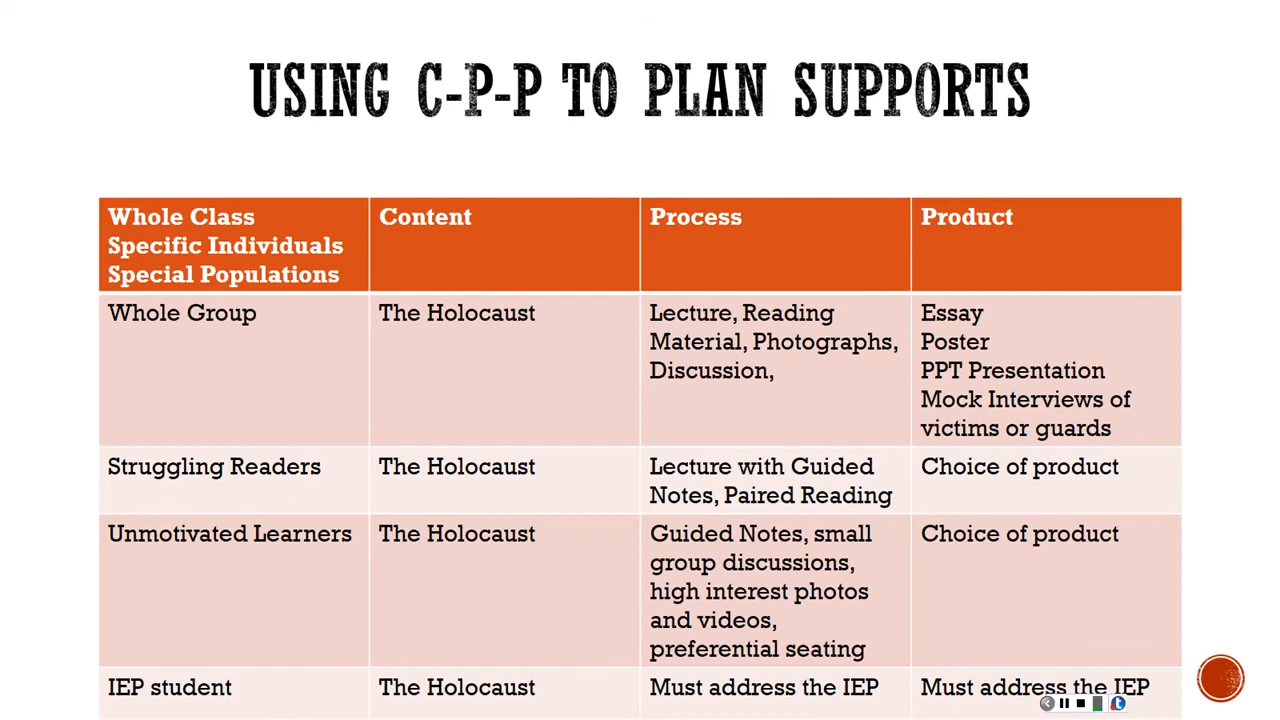 USING C-P-P TO PLAN SUPPORTS
Whole Class
Specific Individuals
Special Populations
Content
Process
Product
Whole Group
The Holocaust
Lecture, Reading
Material, Photographs,
Discussion,
Essay
Poster
PPT Presentation
Mock Interviews of
victims or guards
Struggling Readers
The Holocaust
Lecture with Guided
Notes, Paired Reading
Choice of product
Unmotivated Learners
The Holocaust
Guided Notes, small
group discussions,
high interest photos
and videos,
preferential seating
Choice of product
IEP student
The Holocaust
Must address the IEP
Must address the IEP